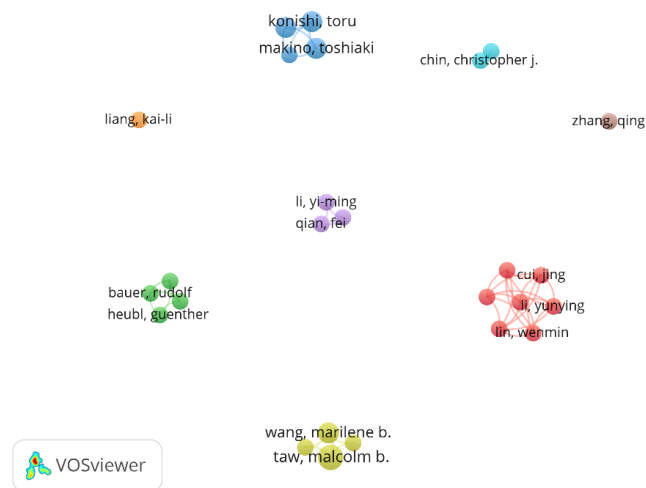 konishi, toru
makino, toshiaki
chin, christopher j.
liang, kai-li
zhang, qing
li, yi-ming
qian, fei
cui, jing
bauer, rudolf
li, yunying
heubl, guenther
lin, wenmin
wang, marilene b.
taw, malcolm b.
VOSviewer